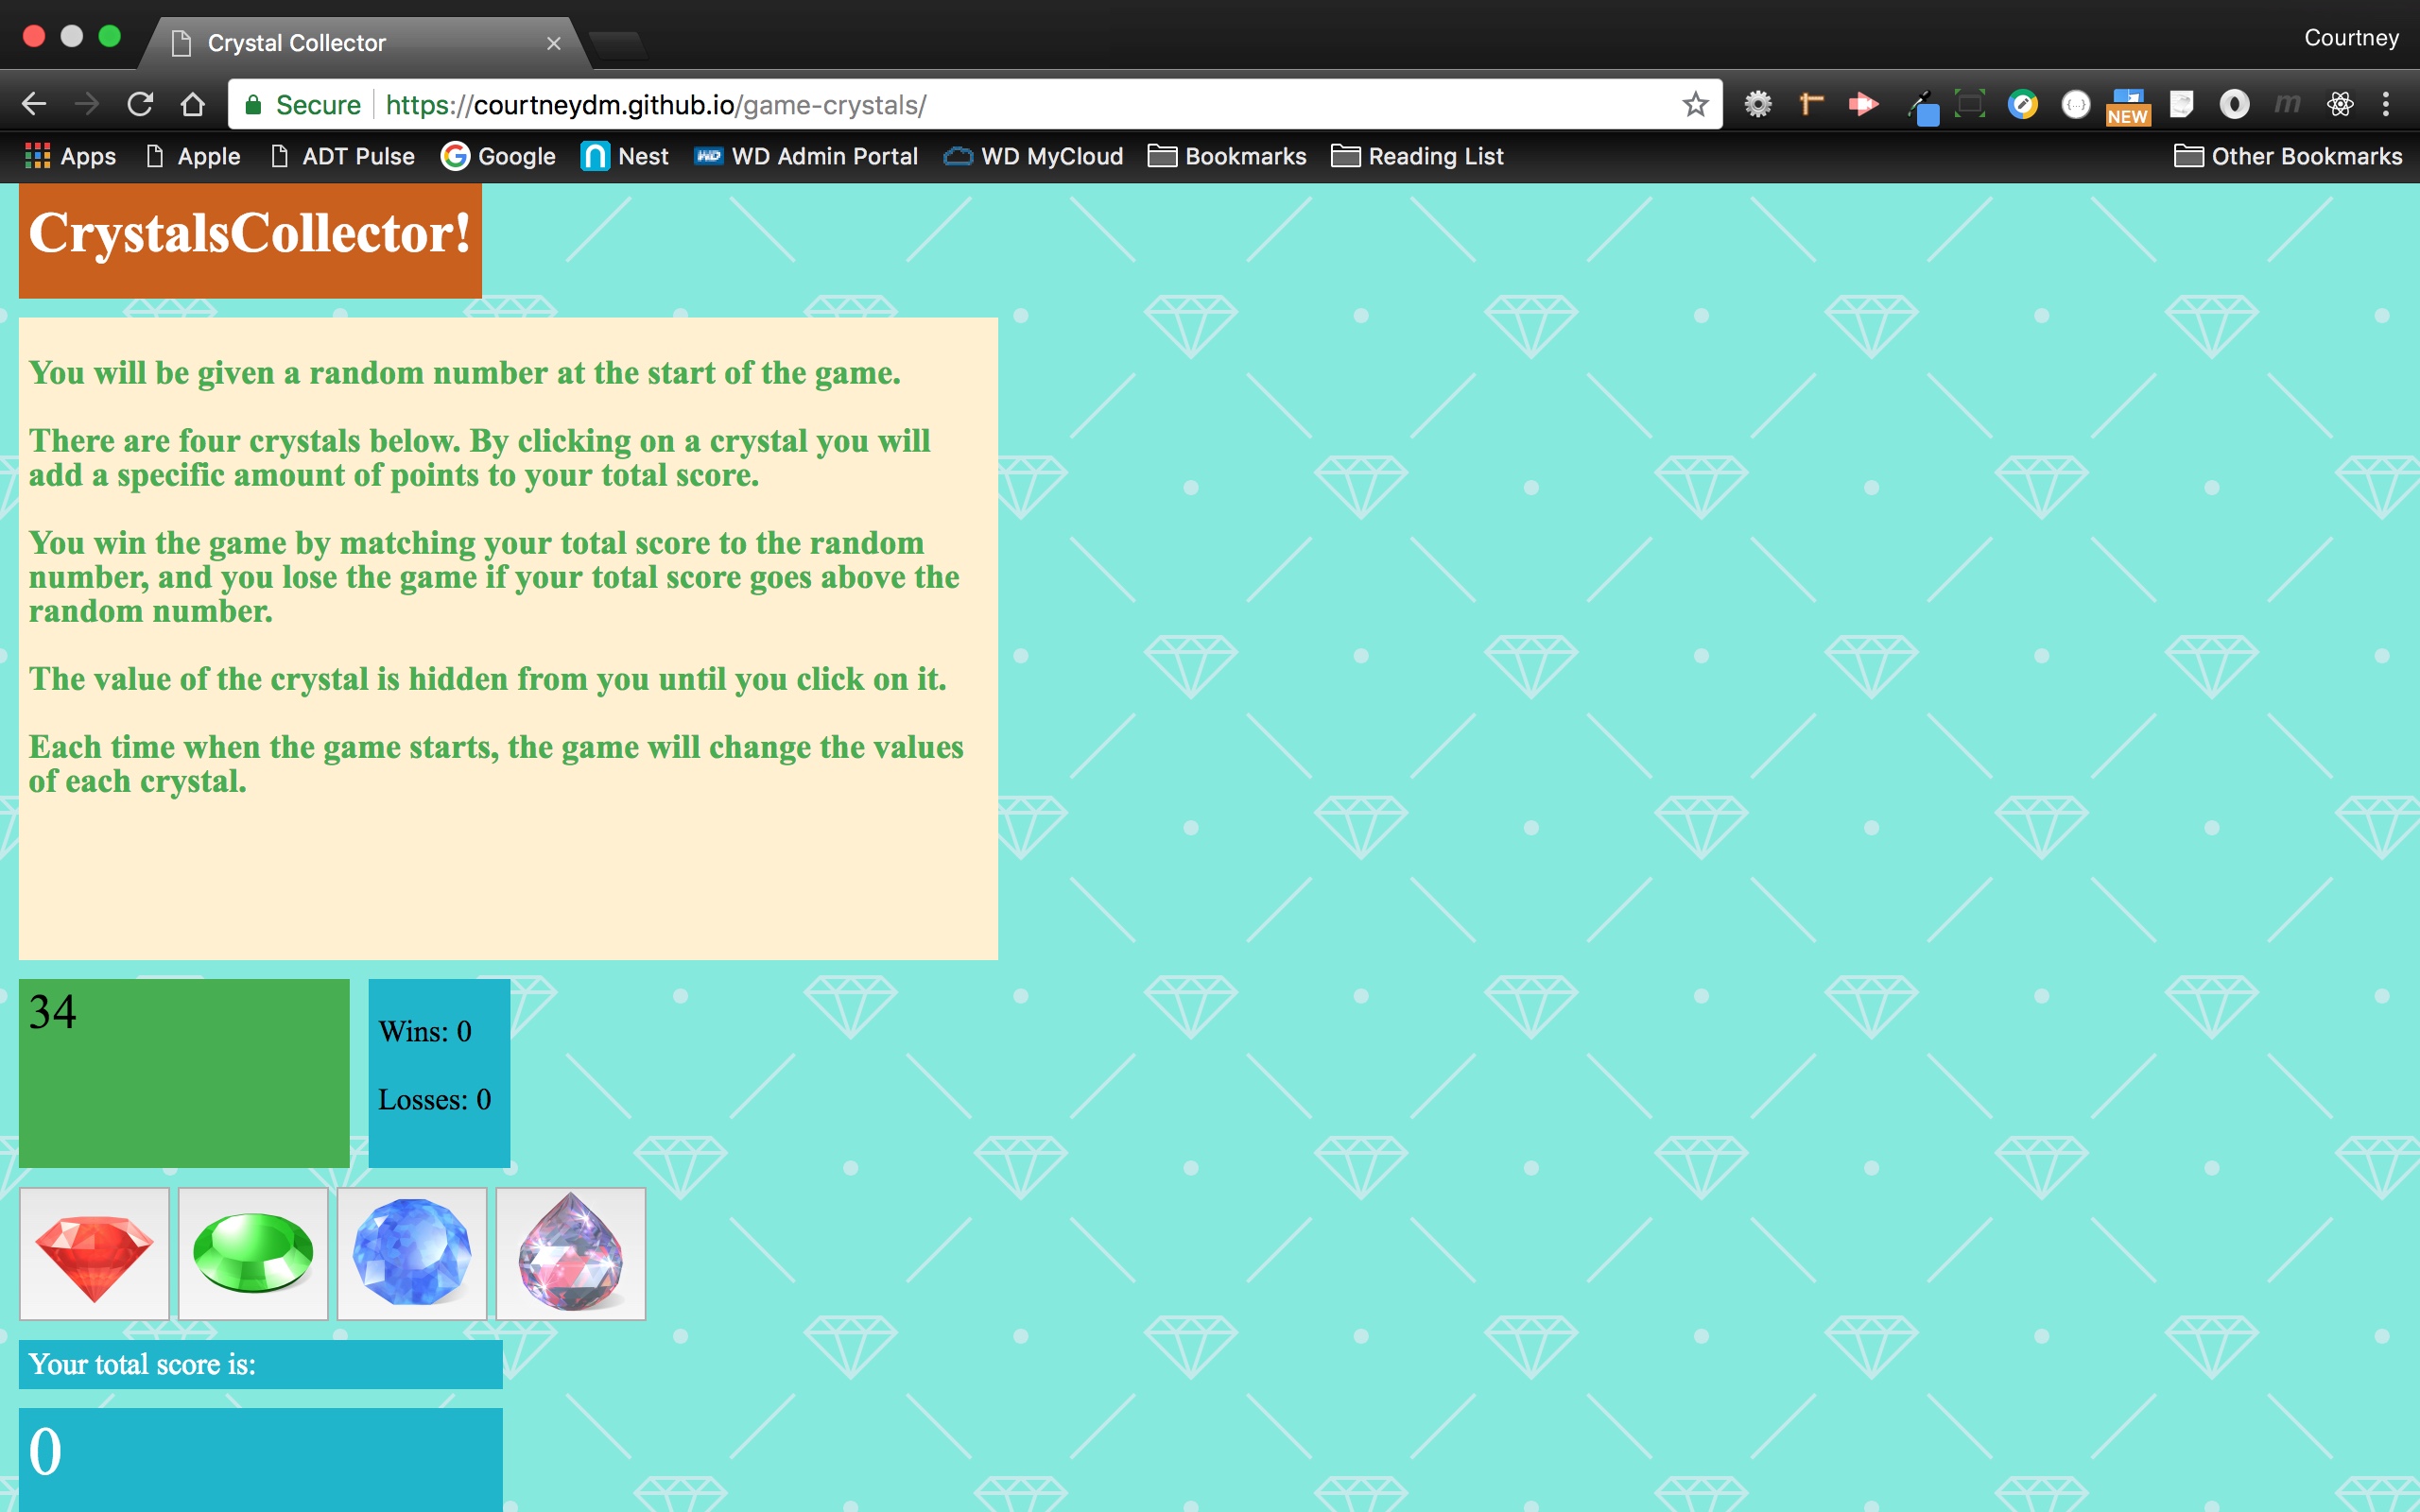 Crystal Collector
Courtney
Secure https://courtneydm.github.io/game-crystals/
NEW
m
Apps Apple ADT Pulse Google Nest WD WD Admin Portal WD MyCloud Bookmarks Reading List Other Bookmarks
CrystalsCollector!
You will be given a random number at the start of the game.
There are four crystals below. By clicking on a crystal you will
add a specific amount of points to your total score.
You win the game by matching your total score to the random
number, and you lose the game if your total score goes above the
random number.
The value of the crystal is hidden from you until you click on it.
Each time when the game starts, the game will change the values
of each crystal.
34
Wins: 0
Losses: 0
Your total score is:
0